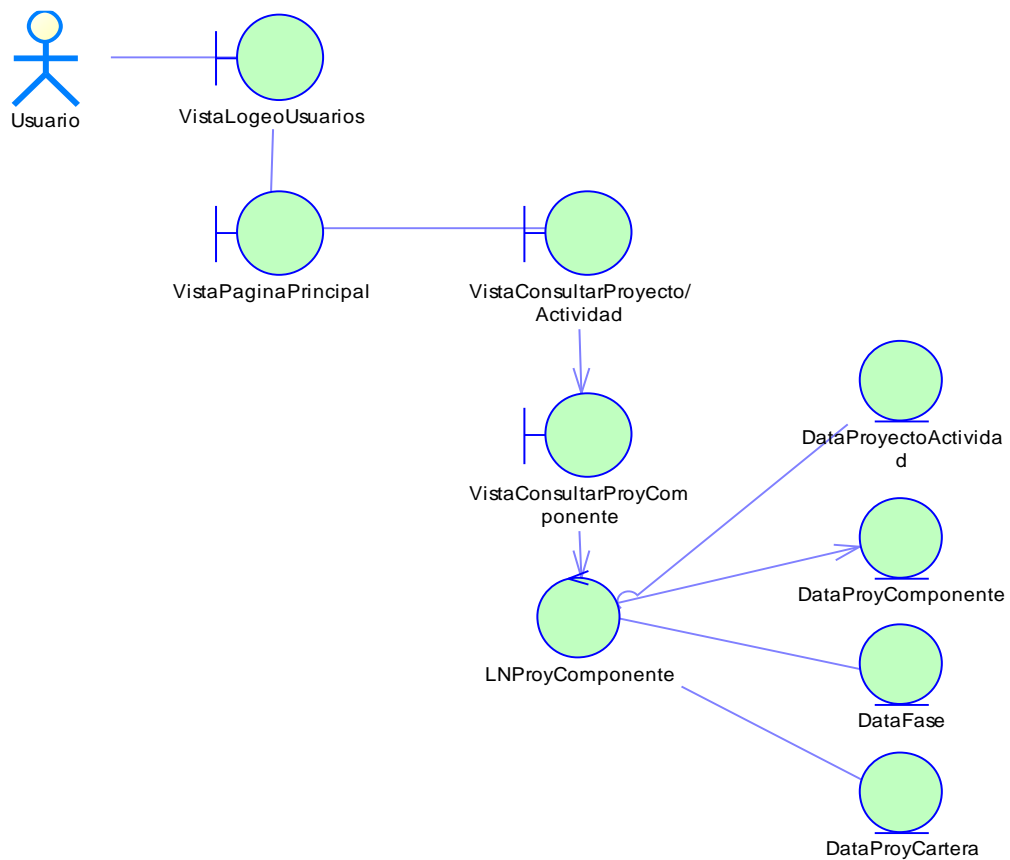 Usuario
VistaLogeoUsuarios
VistaPaginaPrincipal
VistaConsultarProyecto/
Actividad
VistaConsultarProyCom
ponente
LNProyComponente
DataProyectoActivida
d
DataProyComponente
DataFase
DataProyCartera